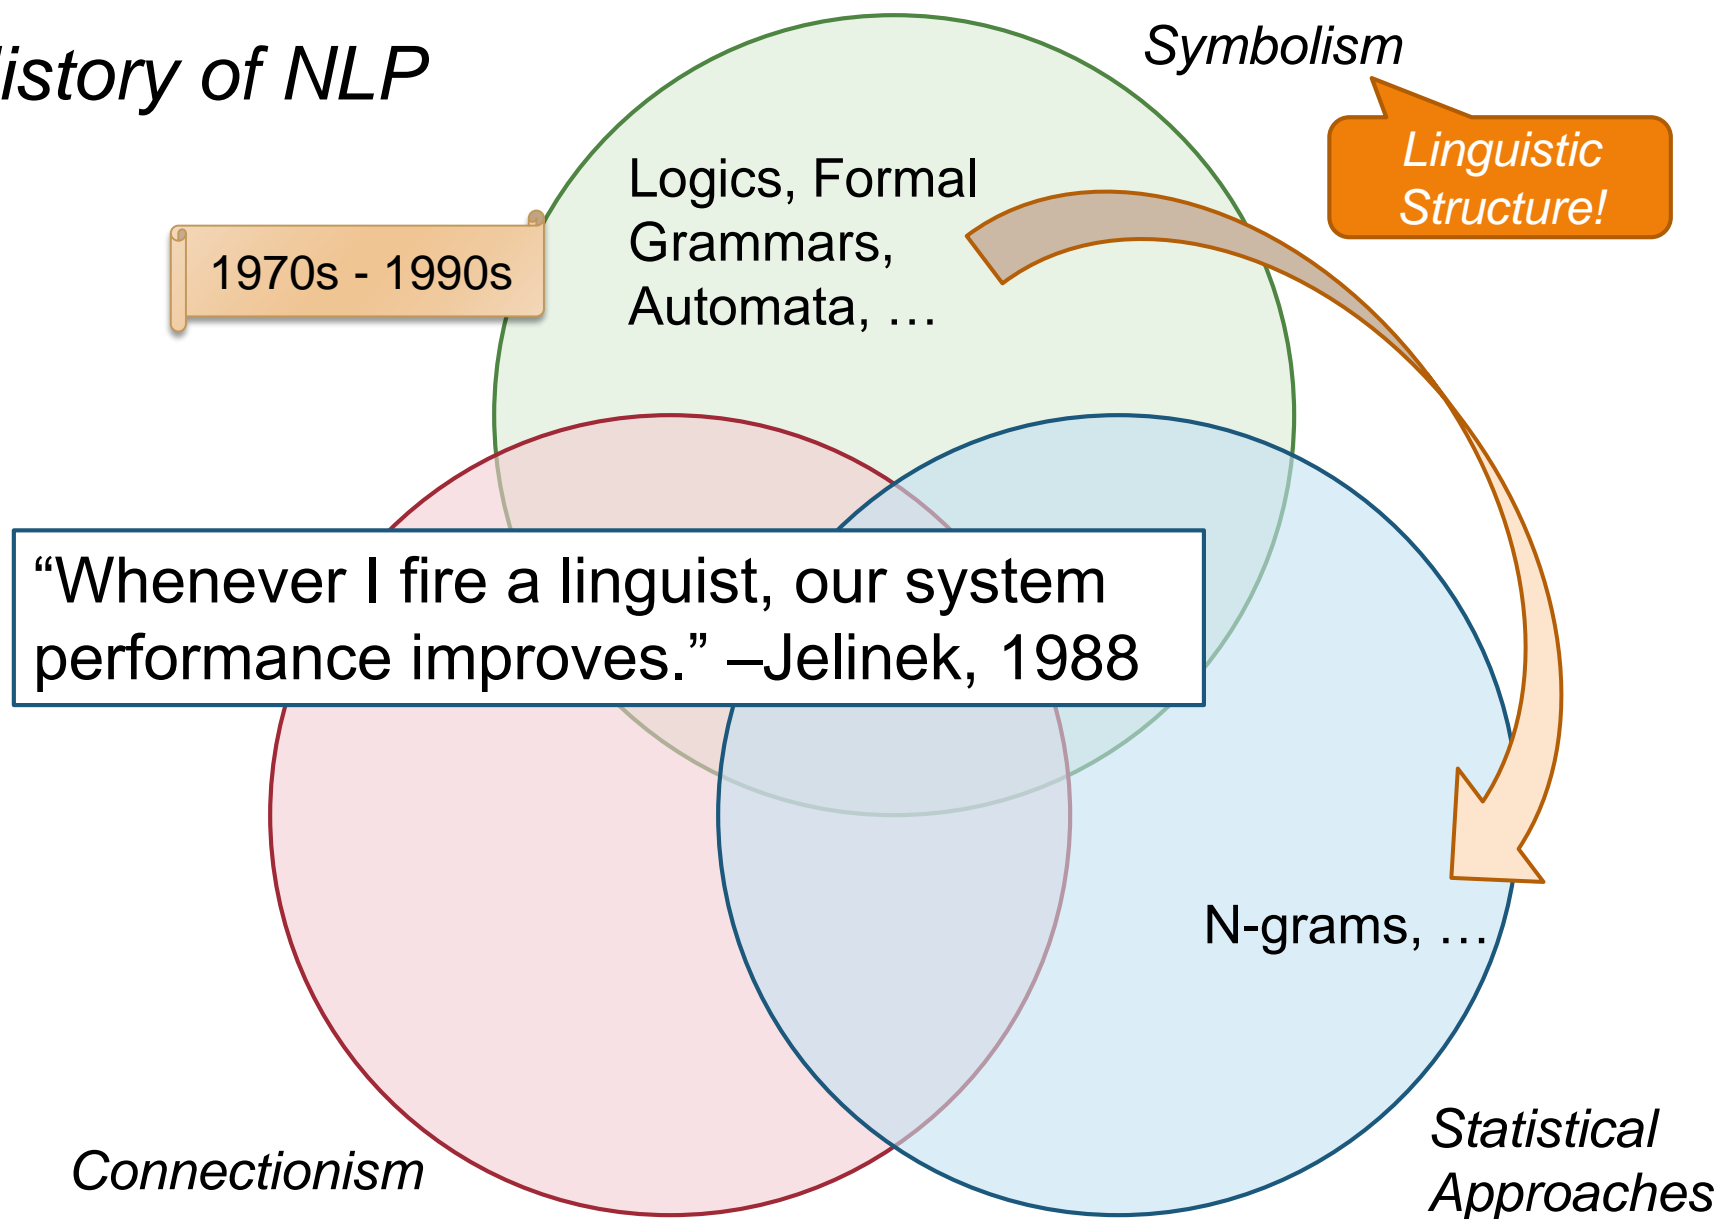 istory of NLP
Symbolism
Linguistic
Structure!
Logics, Formal
Grammars,
Automata, …
1970s - 1990s
“Whenever I fire a linguist, our system
performance improves.” –Jelinek, 1988
N-grams, …
Connectionism
Statistical
Approaches